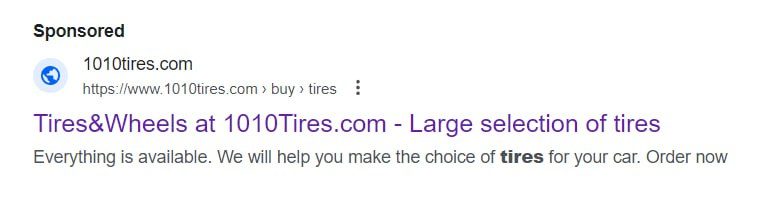 Sponsored
1010tires.com
https://www.1010tires.com › buy › tires
Tires&Wheels at 1010Tires.com - Large selection of tires
Everything is available. We will help you make the choice of tires for your car. Order now